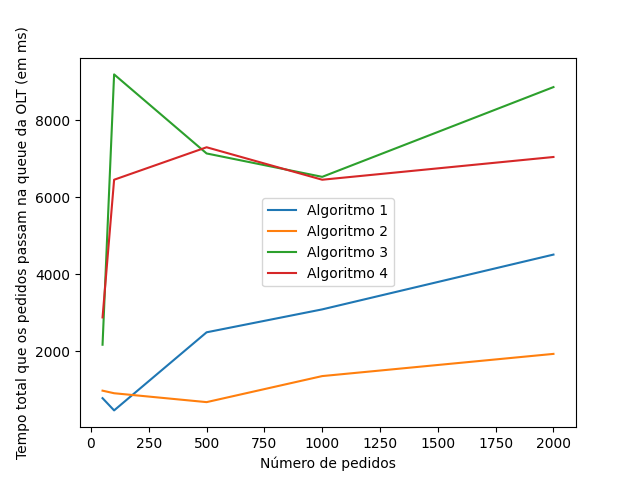 Tempo total que os pedidos passam na queue da OLT (em ms)
8000
6000
4000
2000
Algoritmo 1
Algoritmo 2
Algoritmo 3
Algoritmo 4
0 250 500 750 1000 1250 1500 1750 2000
Número de pedidos